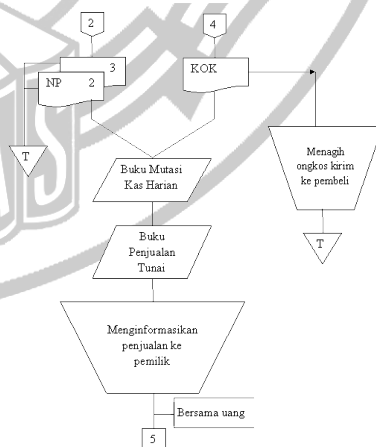 2
4
3
NP 2
KOK
T
Menagih
ongkos kirim
ke pembeli
T
Buku Mutasi
Kas Harian
Buku
Penjualan
Tunai
Menginformasikan
penjualan ke
pemilik
Bersama uang
5